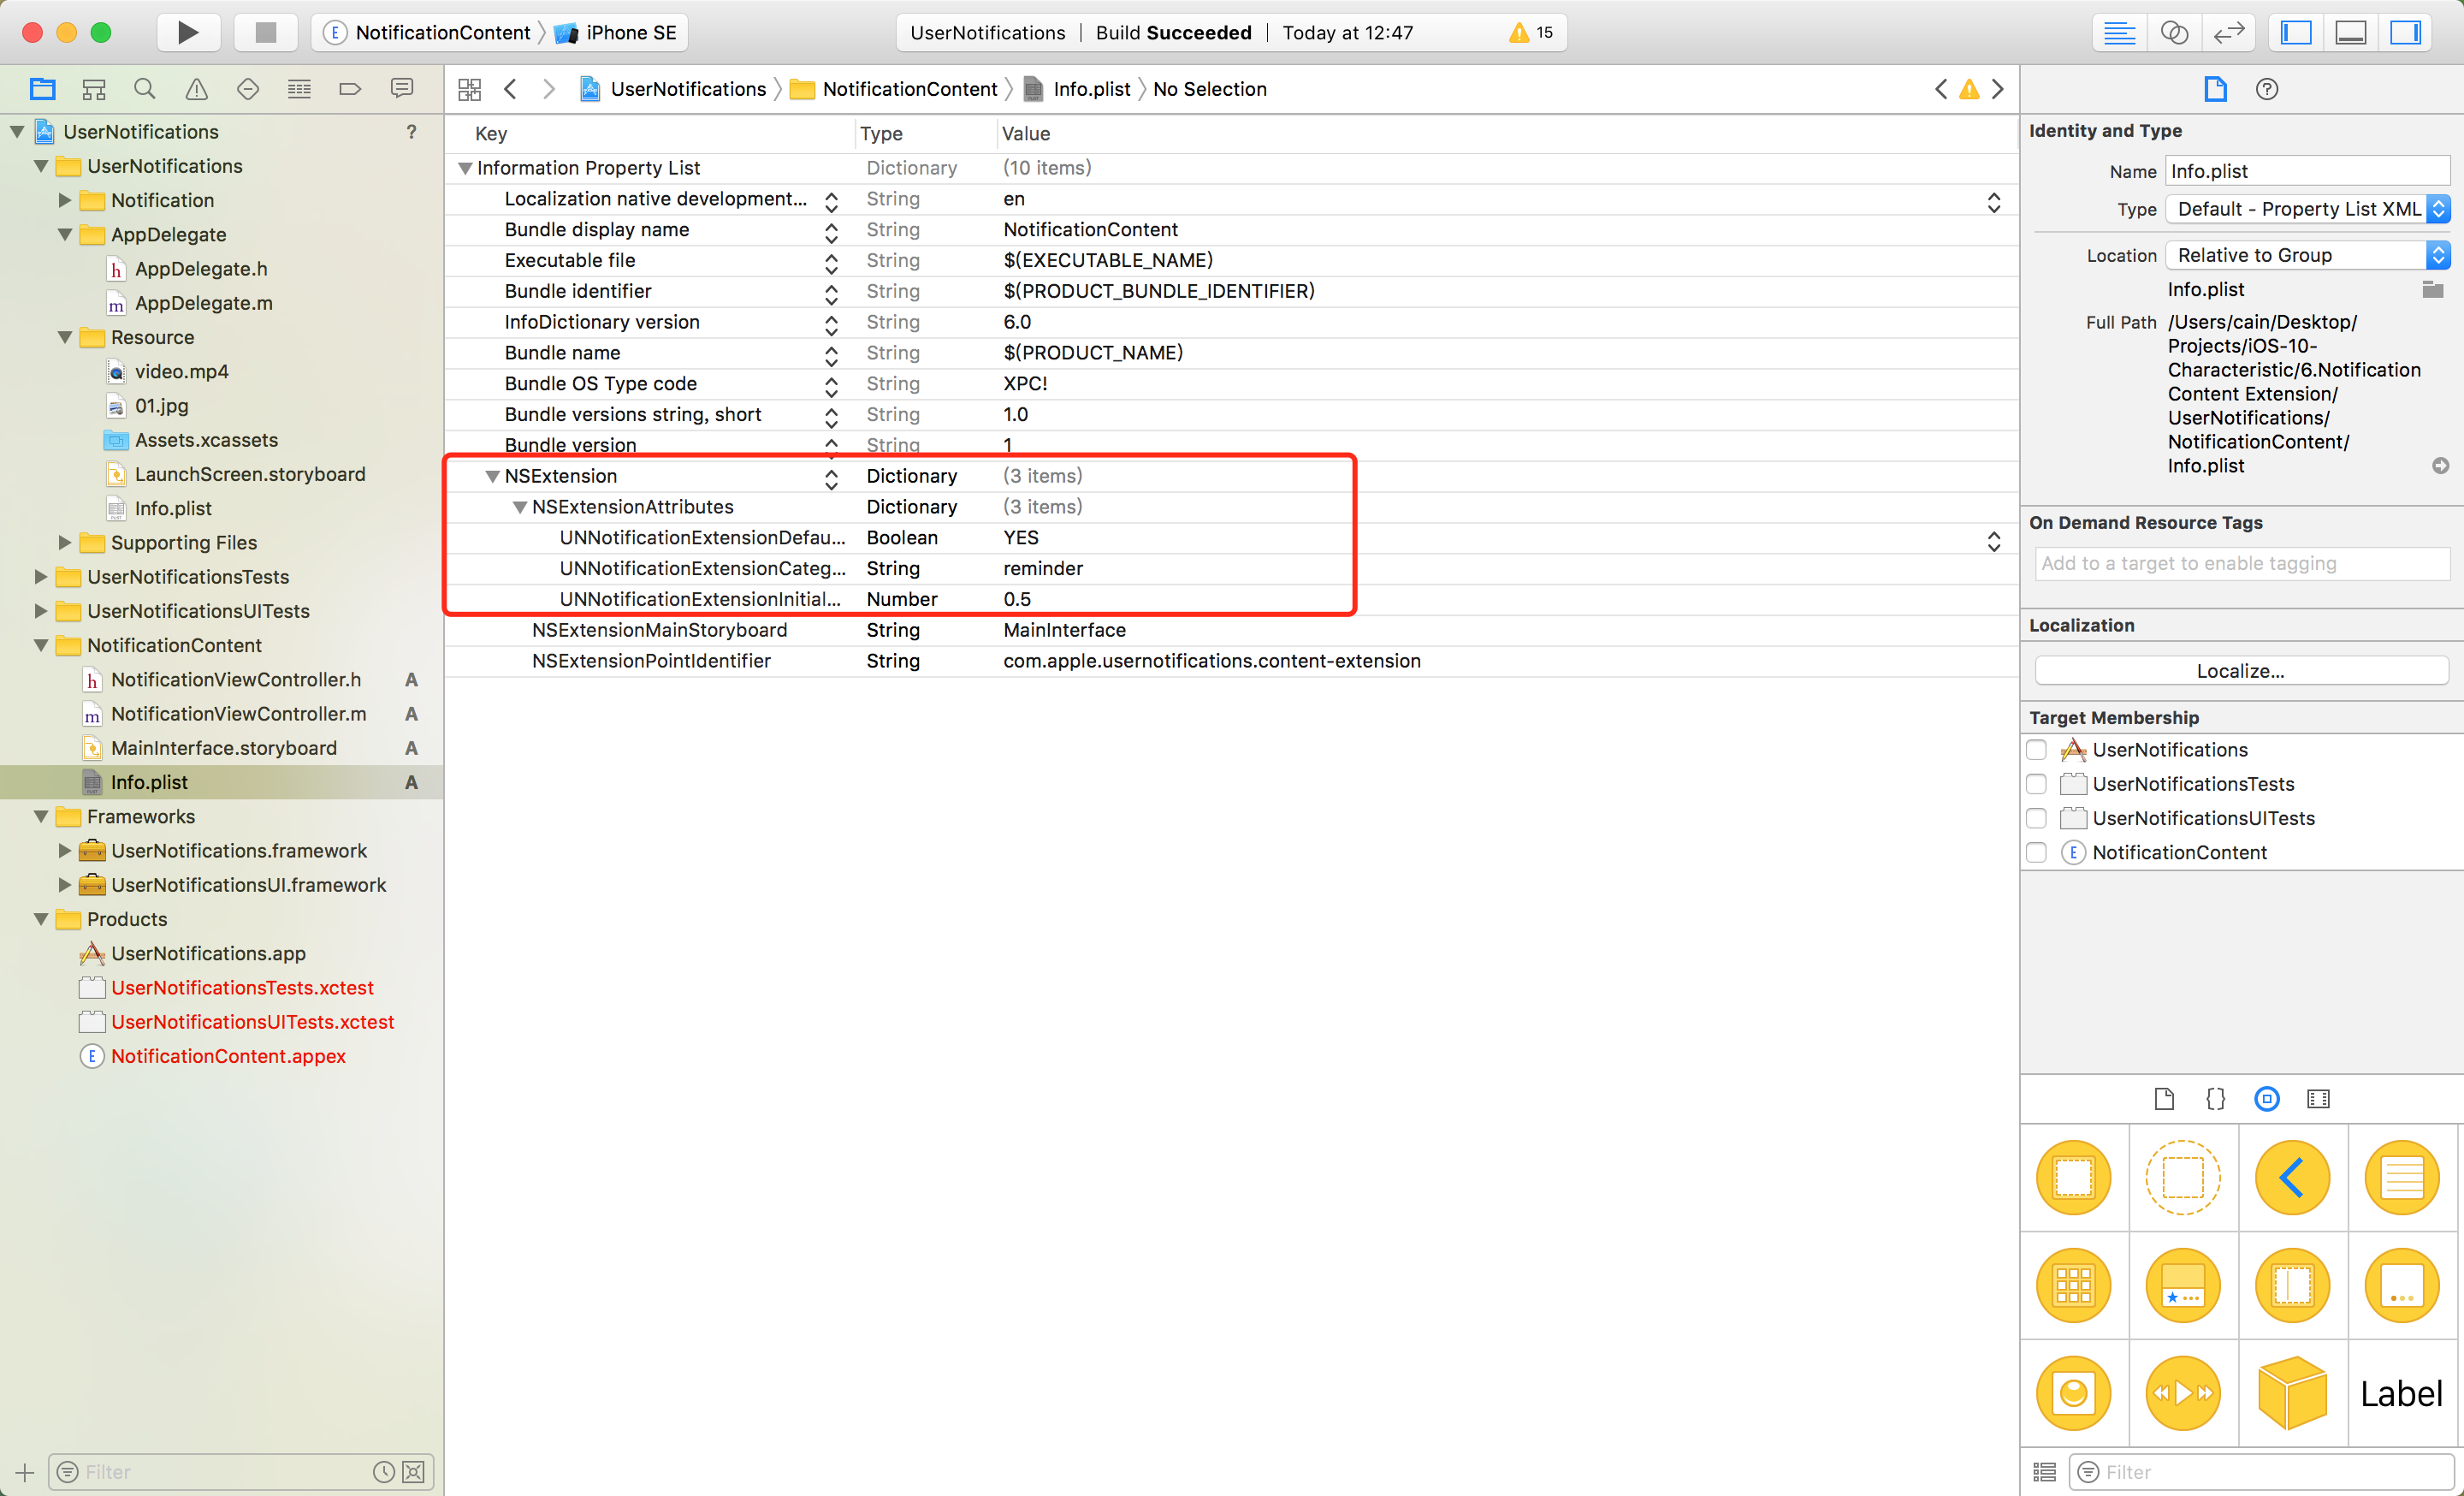 NotificationContent iPhone SE
UserNotifications Build Succeeded Today at 12:47 15
UserNotifications NotificationContent Info.plist No Selection
UserNotifications ?
UserNotifications
Notification
AppDelegate
h AppDelegate.h
m AppDelegate.m
Resource
video.mp4
01.jpg
Assets.xcassets
LaunchScreen.storyboard
Info.plist
Supporting Files
UserNotificationsTests
UserNotificationsUITests
NotificationContent
h NotificationViewController.h A
m NotificationViewController.m A
MainInterface.storyboard A
Info.plist A
Frameworks
UserNotifications.framework
UserNotificationsUI.framework
Products
UserNotifications.app
UserNotificationsTests.xctest
UserNotificationsUITests.xctest
E NotificationContent.appex
Filter
Key Type Value
Information Property List Dictionary (10 items)
Localization native development... String en
Bundle display name String NotificationContent
Executable file String $(EXECUTABLE_NAME)
Bundle identifier String $(PRODUCT_BUNDLE_IDENTIFIER)
InfoDictionary version String 6.0
Bundle name String $(PRODUCT_NAME)
Bundle OS Type code String XPC!
Bundle versions string, short String 1.0
Bundle version String 1
NSExtension Dictionary (3 items)
NSExtensionAttributes Dictionary (3 items)
UNNotificationExtensionDefau... Boolean YES
UNNotificationExtensionCateg... String reminder
UNNotificationExtensionInitial... Number 0.5
NSExtensionMainStoryboard String MainInterface
NSExtensionPointIdentifier String com.apple.usernotifications.content-extension
Identity and Type
Name Info.plist
Type Default - Property List XML
Location Relative to Group
Info.plist
Full Path /Users/cain/Desktop/
Projects/iOS-10-
Characteristic/6.Notification
Content Extension/
UserNotifications/
NotificationContent/
Info.plist
On Demand Resource Tags
Add to a target to enable tagging
Localization
Localize...
Target Membership
UserNotifications
UserNotificationsTests
UserNotificationsUITests
E NotificationContent
{}
Label
Filter